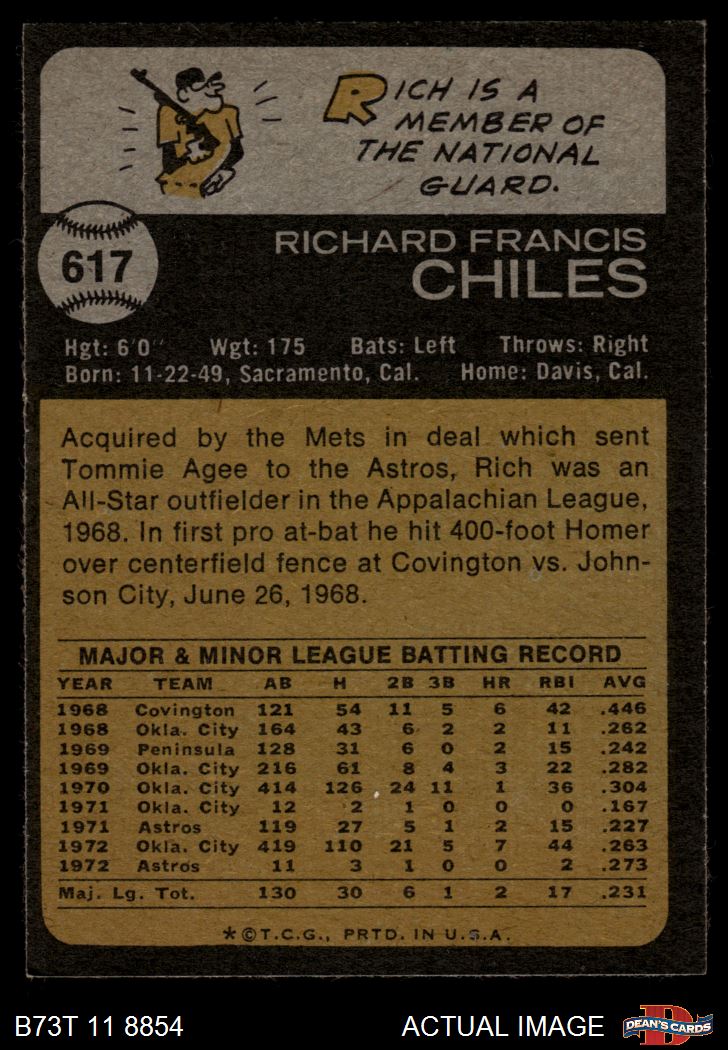 RICH IS A
MEMBER OF
THE NATIONAL
GUARD.
617
RICHARD FRANCIS
CHILES
Hgt: 6'0" Wgt: 175 Bats: Left Throws: Right
Born: 11-22-49, Sacramento, Cal. Home: Davis, Cal.
Acquired by the Mets in deal which sent
Tommie Agee to the Astros, Rich was an
All-Star outfielder in the Appalachian League,
1968. In first pro at-bat he hit 400-foot Homer
over centerfield fence at Covington vs. John-
son City, June 26, 1968.
MAJOR & MINOR LEAGUE BATTING RECORD
YEAR TEAM AB H 2B 3B HR RBI AVG
1968 Covington 121 54 11 5 6 42 .446
1968 Okla. City 164 43 6 2 2 11 .262
1969 Peninsula 128 31 6 0 2 15 .242
1969 Okla. City 216 61 8 4 3 22 .282
1970 Okla. City 414 126 24 11 1 36 .304
1971 Okla. City 12 2 1 0 0 0 .167
1971 Astros 119 27 5 1 2 15 .227
1972 Okla. City 419 110 21 5 7 44 .263
1972 Astros 11 3 1 0 0 2 .273
Maj. Lg. Tot. 130 30 6 1 2 17 .231
*©T.C.G., PRTD. IN U.S.A.
B73T 11 8854 ACTUAL IMAGE
D
DEAN'S CARDS